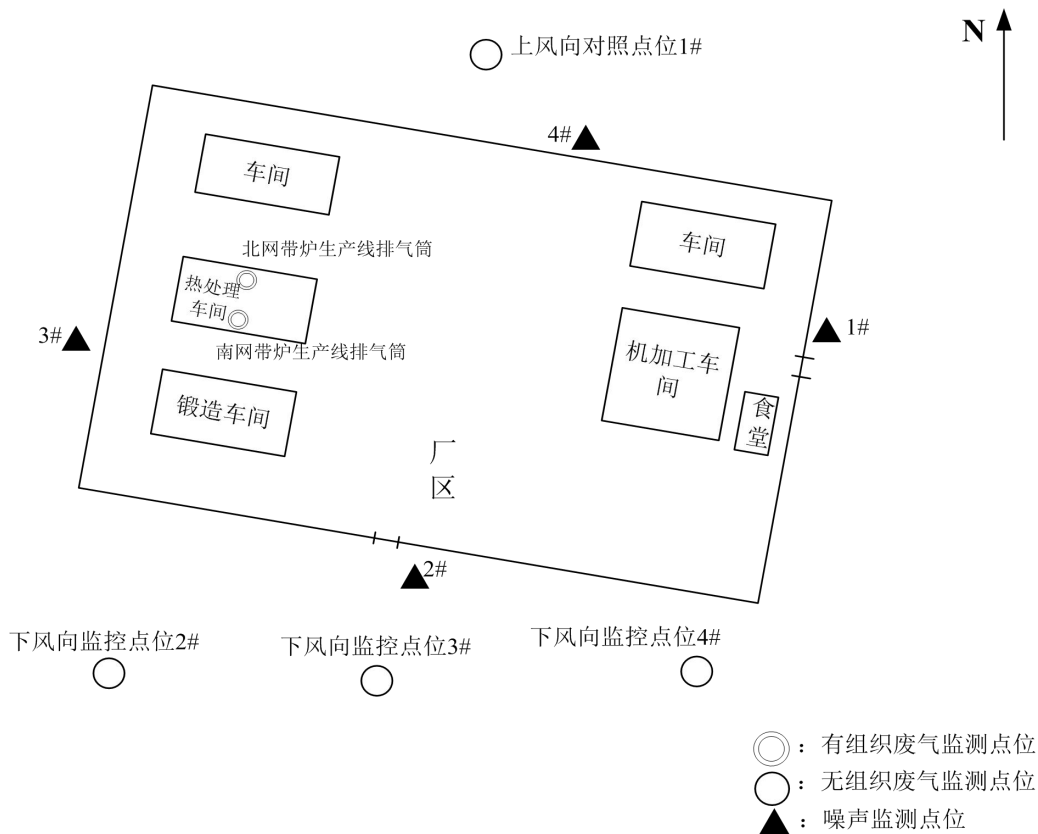 上风向对照点位1#
N
4#
车间
车间
北网带炉生产线排气筒
热处理
车间
3#
1#
南网带炉生产线排气筒
机加工车
间
锻造车间
食
堂
厂
区
2#
下风向监控点位2#
下风向监控点位3#
下风向监控点位4#
：有组织废气监测点位
：无组织废气监测点位
：噪声监测点位